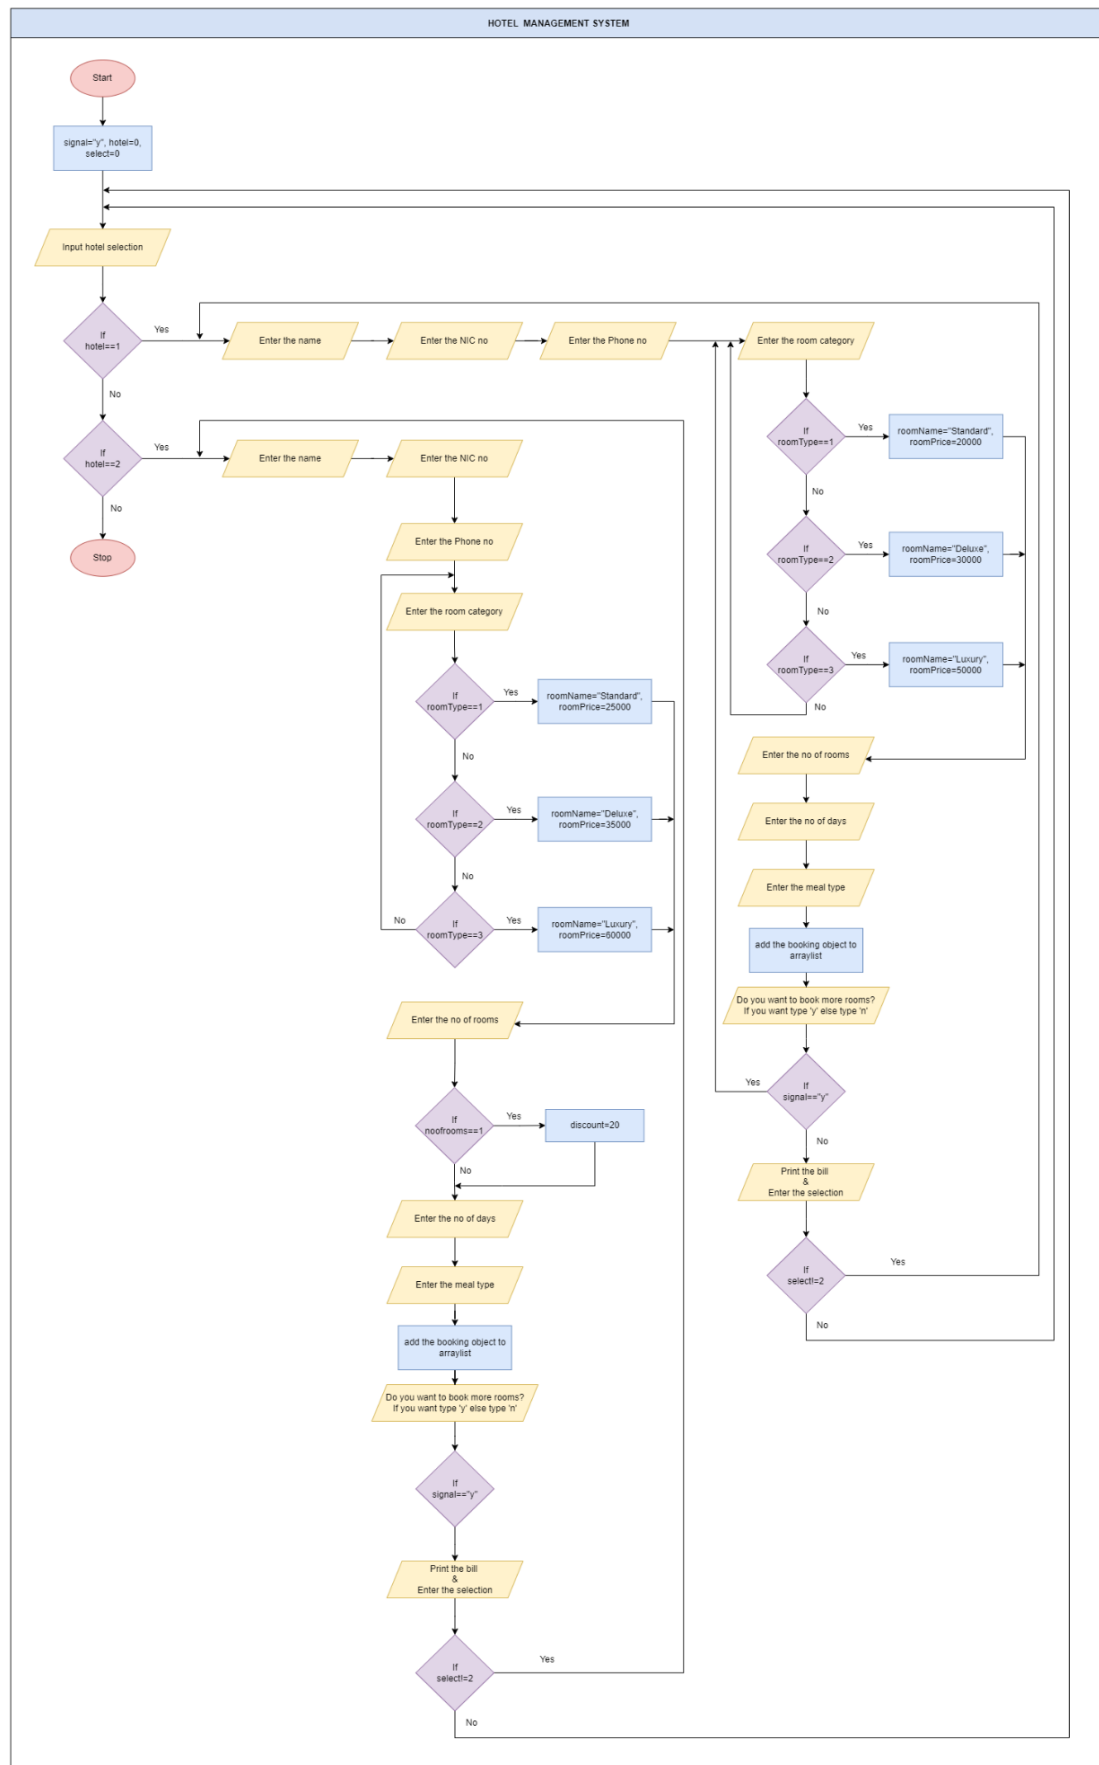 HOTEL MANAGEMENT SYSTEM
Start
signal="y", hotel=0,
select=0
Input hotel selection
If
hotel==1
Yes
No
Enter the name
Enter the NIC no
Enter the Phone no
Enter the room category
If
roomType==1
Yes
roomName="Standard",
roomPrice=20000
No
If
roomType==2
Yes
roomName="Deluxe",
roomPrice=30000
No
If
roomType==3
Yes
roomName="Luxury",
roomPrice=50000
No
Enter the no of rooms
Enter the no of days
Enter the meal type
add the booking object to
arraylist
Do you want to book more rooms?
If you want type 'y' else type 'n'
If
signal=="y"
Yes
No
Print the bill
&
Enter the selection
If
select!=2
Yes
No
If
hotel==2
Yes
No
Stop
Enter the name
Enter the NIC no
Enter the Phone no
Enter the room category
If
roomType==1
Yes
roomName="Standard",
roomPrice=25000
No
If
roomType==2
Yes
roomName="Deluxe",
roomPrice=35000
No
If
roomType==3
No
Yes
roomName="Luxury",
roomPrice=60000
Enter the no of rooms
If
noofrooms==1
Yes
discount=20
No
Enter the no of days
Enter the meal type
add the booking object to
arraylist
Do you want to book more rooms?
If you want type 'y' else type 'n'
If
signal=="y"
Print the bill
&
Enter the selection
If
select!=2
Yes
No